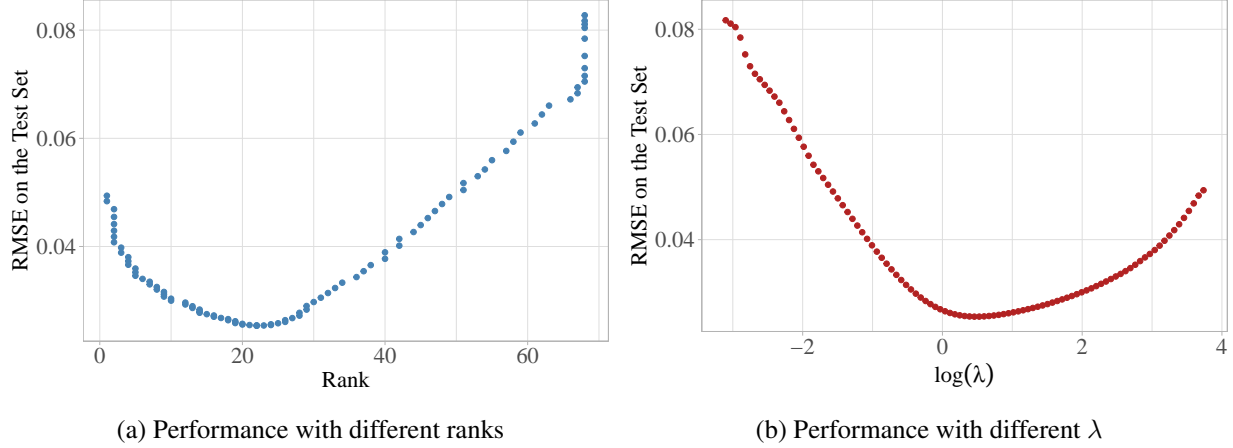 RMSE on the Test Set
0.08
0.06
0.04
0
20
40
60
Rank
(a) Performance with different ranks
RMSE on the Test Set
0.08
0.06
0.04
−2
0
2
4
log(λ)
(b) Performance with different λ